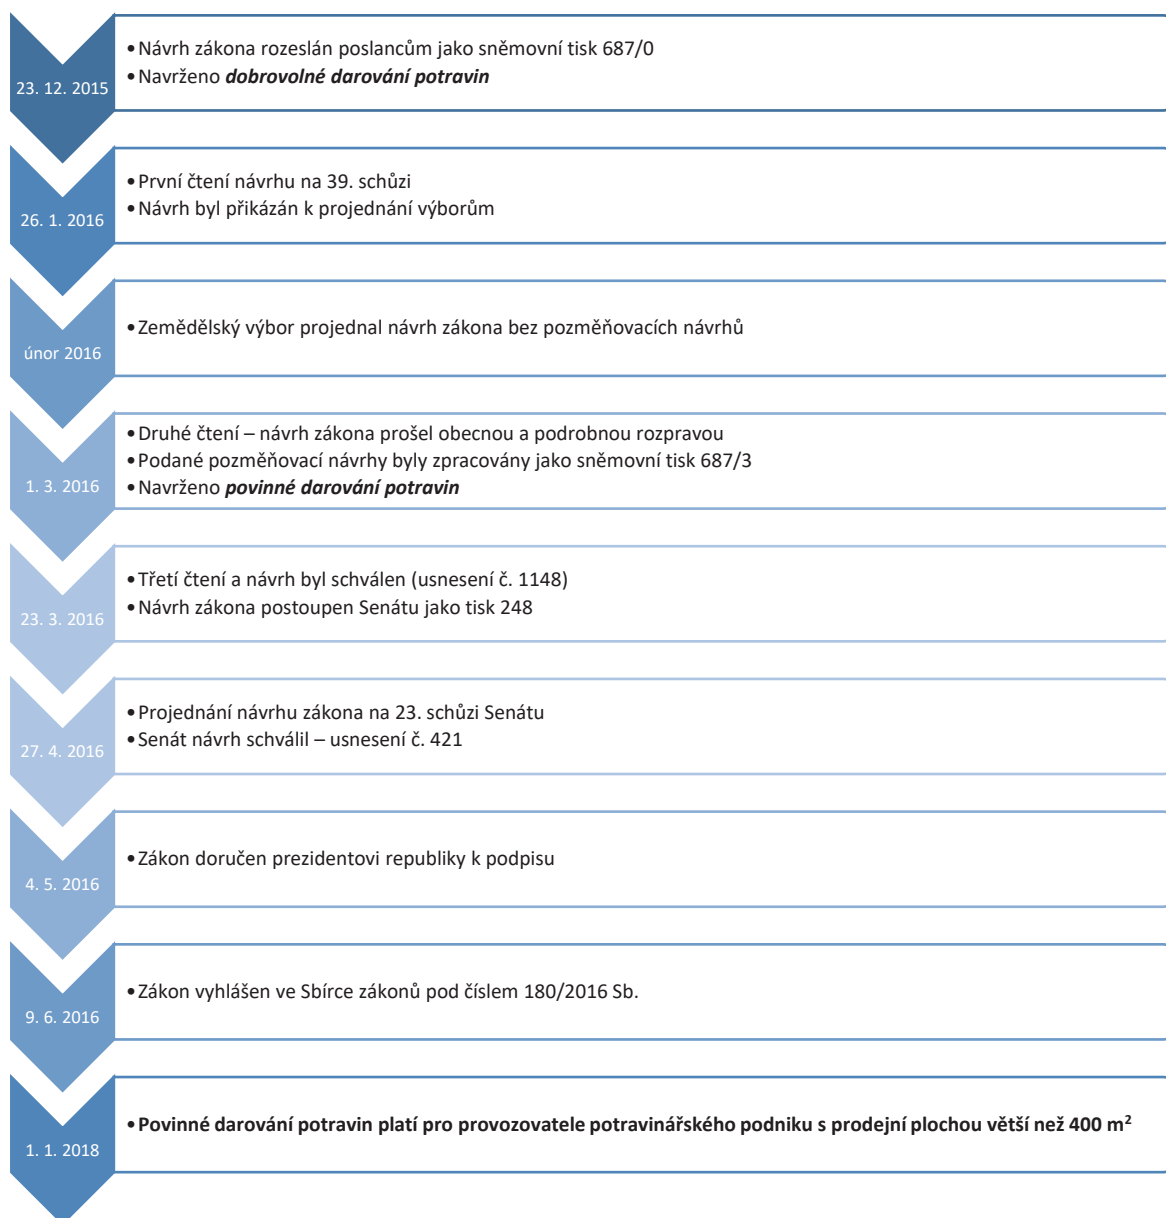 23. 12. 2015
•Návrh zákona rozeslán poslancům jako sněmovní tisk 687/0
•Navrženo dobrovolné darování potravin
26. 1. 2016
•První čtení návrhu na 39. schůzi
•Návrh byl přikázán k projednání výborům
únor 2016
•Zemědělský výbor projednal návrh zákona bez pozměňovacích návrhů
1. 3. 2016
•Druhé čtení – návrh zákona prošel obecnou a podrobnou rozpravou
•Podané pozměňovací návrhy byly zpracovány jako sněmovní tisk 687/3
•Navrženo povinné darování potravin
23. 3. 2016
•Třetí čtení a návrh byl schválen (usnesení č. 1148)
•Návrh zákona postoupen Senátu jako tisk 248
27. 4. 2016
•Projednání návrhu zákona na 23. schůzi Senátu
•Senát návrh schválil – usnesení č. 421
4. 5. 2016
•Zákon doručen prezidentovi republiky k podpisu
9. 6. 2016
•Zákon vyhlášen ve Sbírce zákonů pod číslem 180/2016 Sb.
1. 1. 2018
•Povinné darování potravin platí pro provozovatele potravinářského podniku s prodejní plochou větší než 400 m²